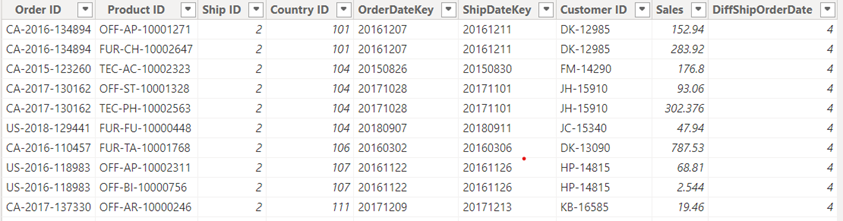 Order ID Product ID Ship ID Country ID OrderDateKey ShipDateKey Customer ID Sales DiffShipOrderDate
CA-2016-134894 OFF-AP-10001271 2 101 20161207 20161211 DK-12985 152.94 4
CA-2016-134894 FUR-CH-10002647 2 101 20161207 20161211 DK-12985 283.92 4
CA-2015-123260 TEC-AC-10002323 2 104 20150826 20150830 FM-14290 176.8 4
CA-2017-130162 OFF-ST-10001328 2 104 20171028 20171101 JH-15910 93.06 4
CA-2017-130162 TEC-PH-10002563 2 104 20171028 20171101 JH-15910 302.376 4
US-2018-129441 FUR-FU-10000448 2 104 20180907 20180911 JC-15340 47.94 4
CA-2016-110457 FUR-TA-10001768 2 106 20160302 20160306 DK-13090 787.53 4
US-2016-118983 OFF-AP-10002311 2 107 20161122 20161126 HP-14815 68.81 4
US-2016-118983 OFF-BI-10000756 2 107 20161122 20161126 HP-14815 2.544 4
CA-2017-137330 OFF-AR-10000246 2 111 20171209 20171213 KB-16585 19.46 4